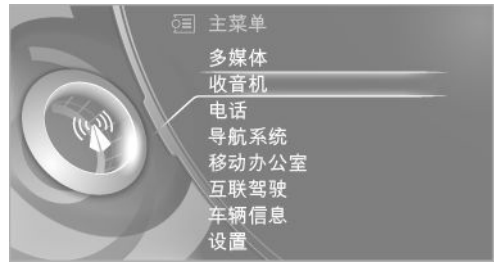 主菜单
多媒体
收音机
电话
导航系统
移动办公室
互联驾驶
车辆信息
设置